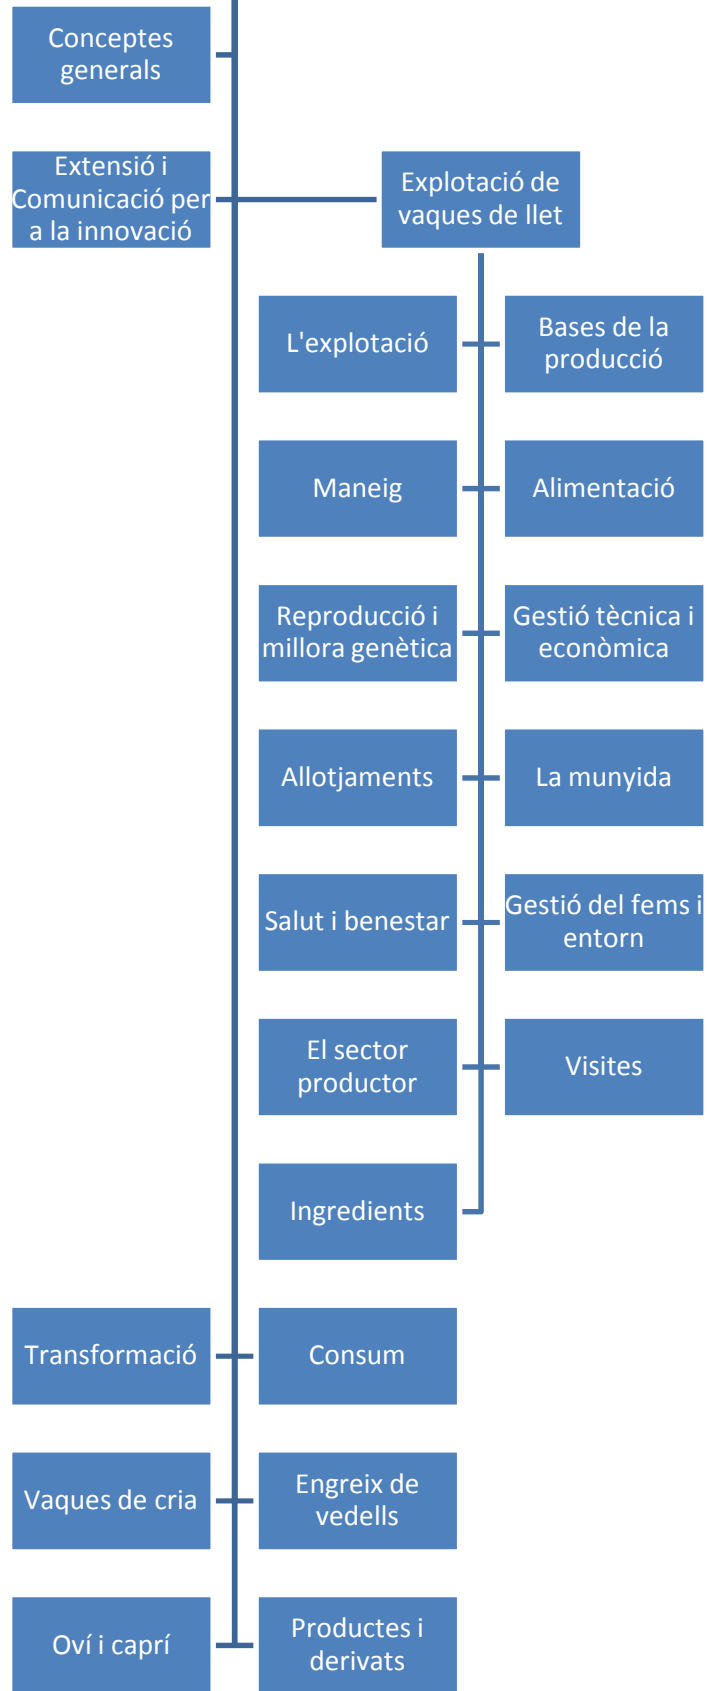 Conceptes
generals
Extensió i
Comunicació per
a la innovació
Explotació de
vaques de llet
L'explotació
Bases de la
producció
Maneig
Alimentació
Reproducció i
millora genètica
Gestió tècnica i
econòmica
Allotjaments
La munyida
Salut i benestar
Gestió del fems i
entorn
El sector
productor
Visites
Ingredients
Transformació
Consum
Vaques de cria
Engreix de
vedells
Oví i caprí
Productes i
derivats